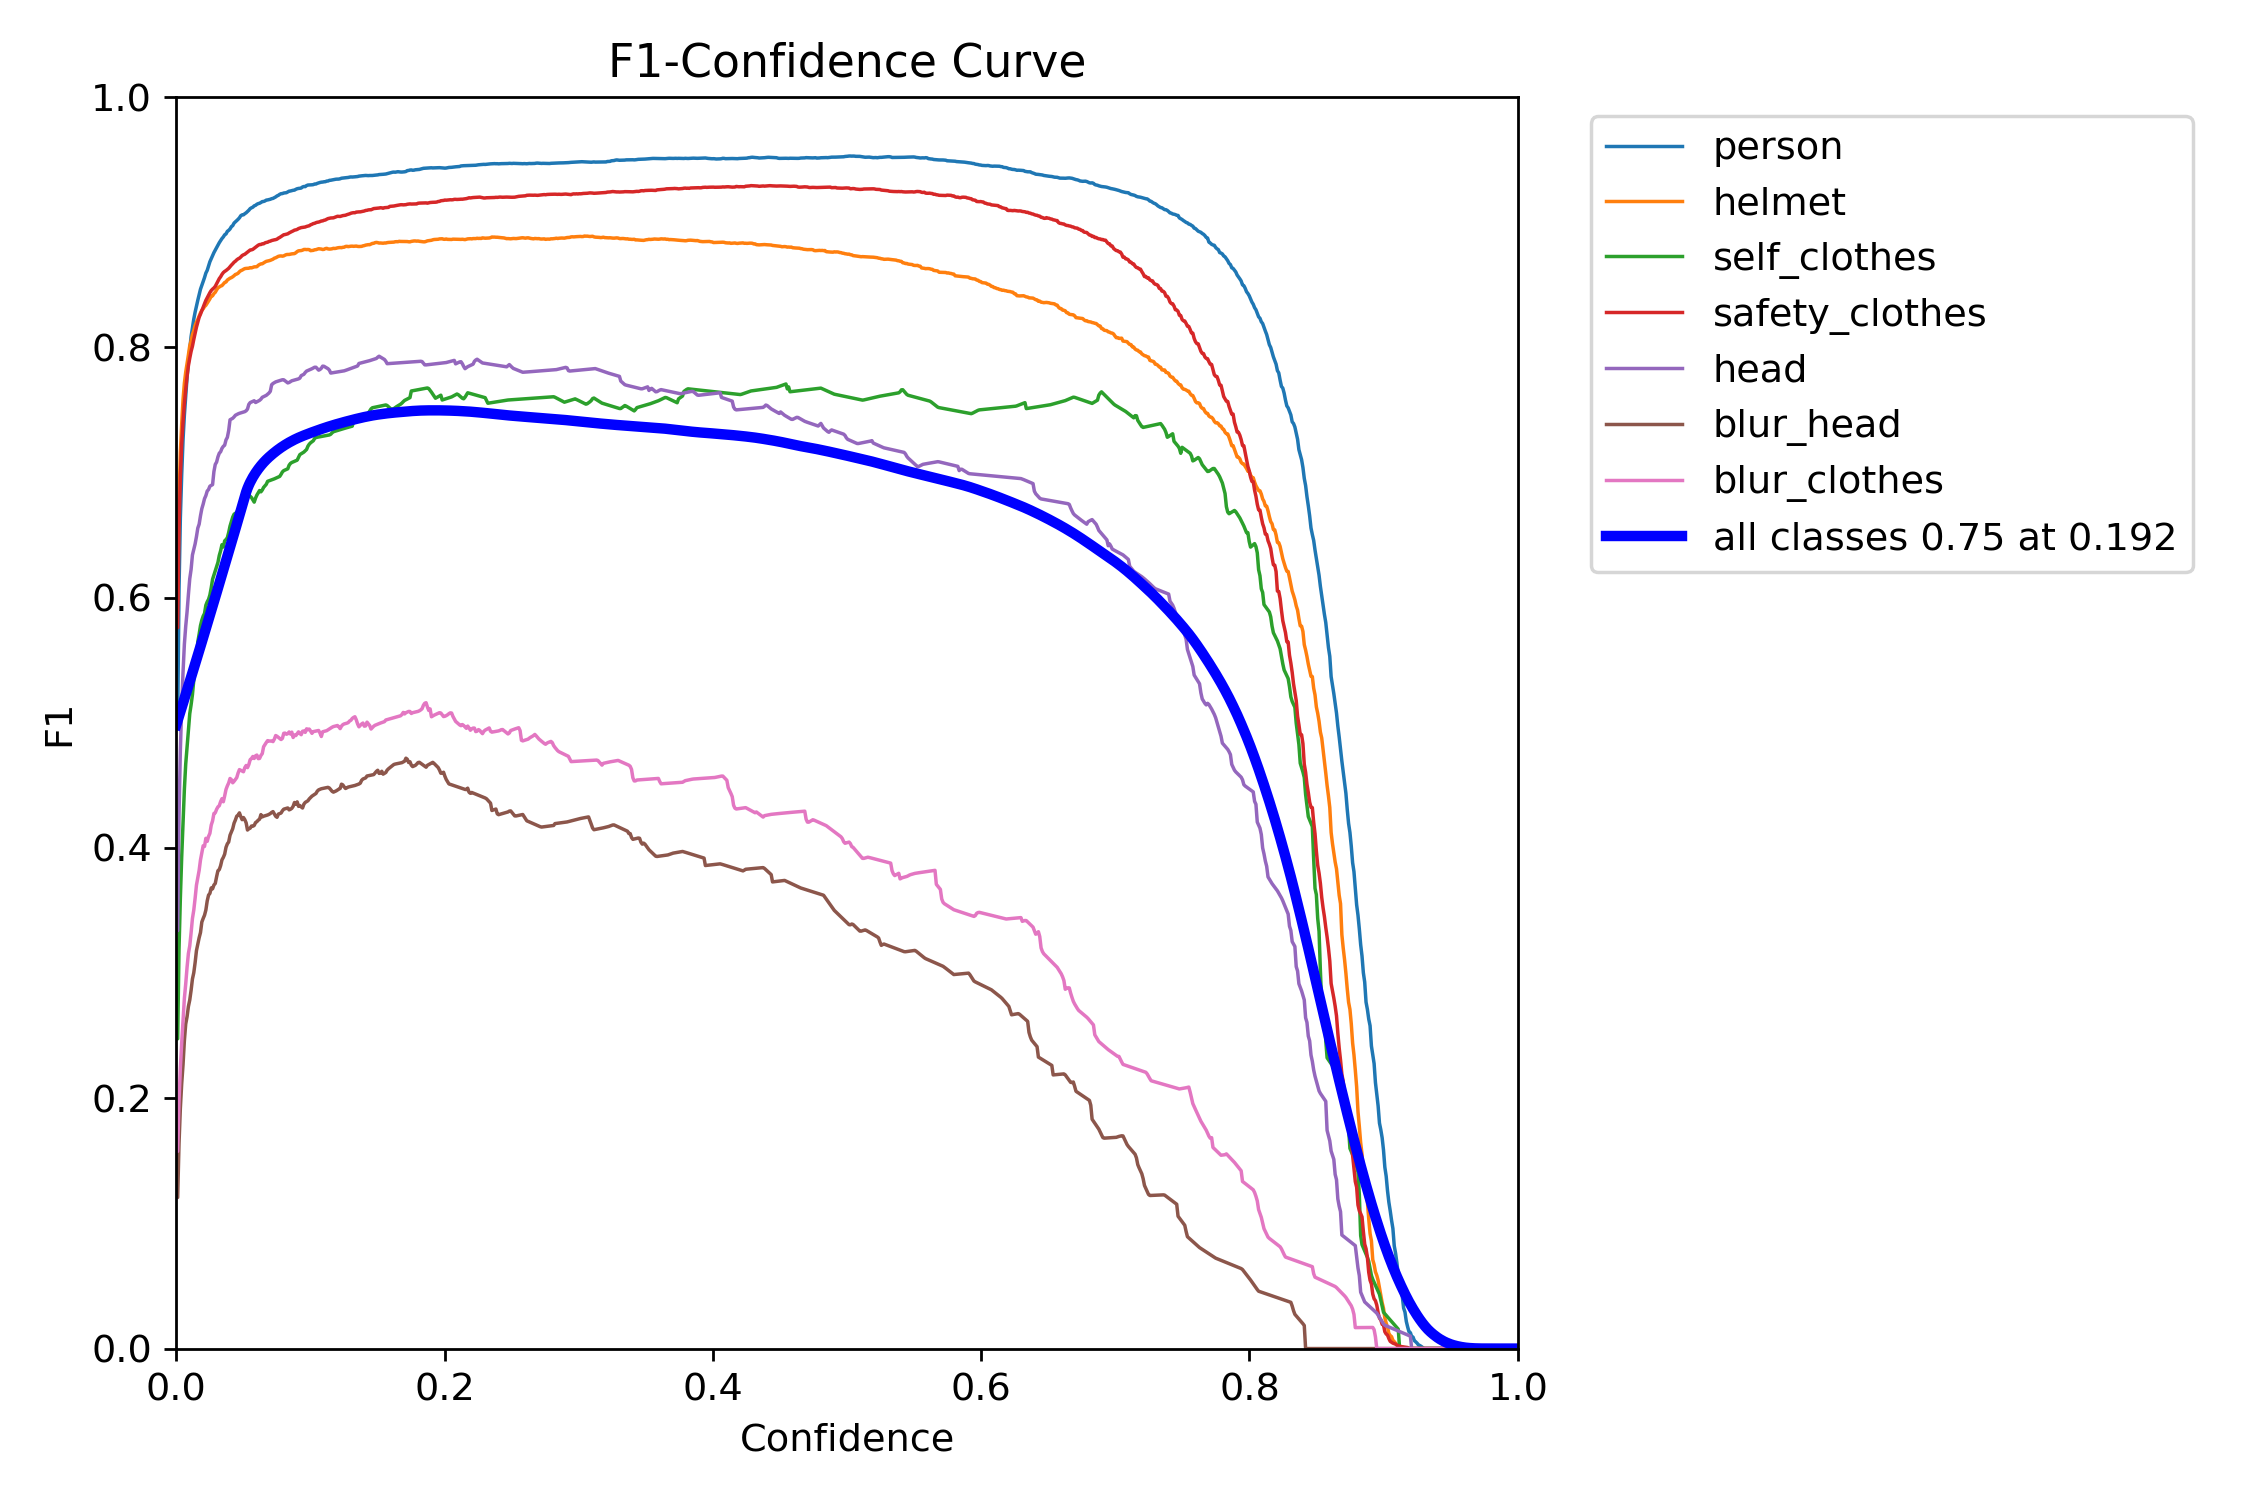 F1-Confidence Curve
1.0
0.8
0.6
0.4
0.2
0.0
F1
0.0 0.2 0.4 0.6 0.8 1.0
Confidence
person
helmet
self_clothes
safety_clothes
head
blur_head
blur_clothes
all classes 0.75 at 0.192